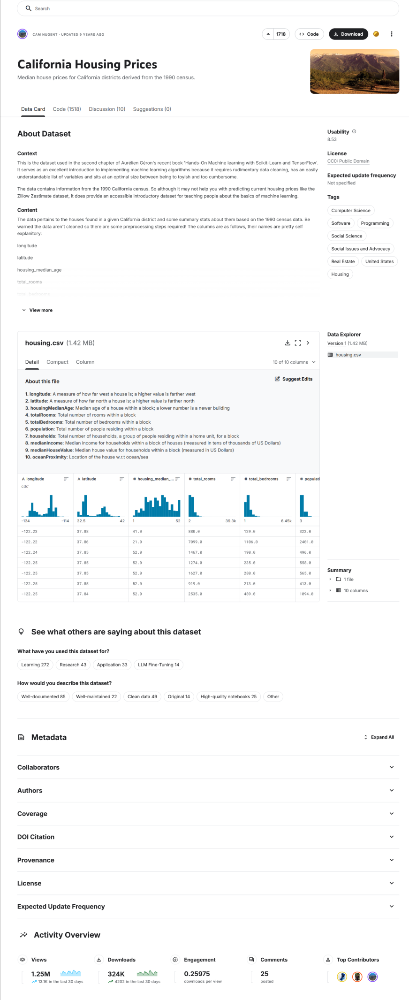 Search
CAM NUGENT · UPDATED 9 YEARS AGO
1718
Code
Download
California Housing Prices
Median house prices for California districts derived from the 1990 census.
Data Card
Code (1518)
Discussion (10)
Suggestions (0)
About Dataset
Context
This is the dataset used in the second chapter of Aurélien Géron's recent book 'Hands-On Machine learning with Scikit-Learn and TensorFlow'.
It serves as an excellent introduction to implementing machine learning algorithms because it requires rudimentary data cleaning, has an easily
understandable list of variables and sits at an optimal size between being to toyish and too cumbersome.
The data contains information from the 1990 California census. So although it may not help you with predicting current housing prices like the
Zillow Zestimate dataset, it does provide an accessible introductory dataset for teaching people about the basics of machine learning.
Content
The data pertains to the houses found in a given California district and some summary stats about them based on the 1990 census data. Be
warned the data aren't cleaned so there are some preprocessing steps required! The columns are as follows, their names are pretty self
explanitory:
longitude
latitude
housing_median_age
total_rooms
total_bedrooms
View more
Usability
8.53
License
CC0: Public Domain
Expected update frequency
Not specified
Tags
Computer Science
Software
Programming
Social Science
Social Issues and Advocacy
Real Estate
United States
Housing
housing.csv (1.42 MB)
Detail
Compact
Column
10 of 10 columns
About this file
Suggest Edits
1. longitude: A measure of how far west a house is; a higher value is farther west
2. latitude: A measure of how far north a house is; a higher value is farther north
3. housingMedianAge: Median age of a house within a block; a lower number is a newer building
4. totalRooms: Total number of rooms within a block
5. totalBedrooms: Total number of bedrooms within a block
6. population: Total number of people residing within a block
7. households: Total number of households, a group of people residing within a home unit, for a block
8. medianIncome: Median income for households within a block of houses (measured in tens of thousands of US Dollars)
9. medianHouseValue: Median house value for households within a block (measured in US Dollars)
10. oceanProximity: Location of the house w.r.t ocean/sea
longitude latitude # housing_median_... # total_rooms # total_bedrooms # populati
cdc'
-124 -114 32.5 42 1 52 2 39.3k 1 6.45k 3
-122.23 37.88 41.0 880.0 129.0 322.0
-122.22 37.86 21.0 7099.0 1106.0 2401.0
-122.24 37.85 52.0 1467.0 190.0 496.0
-122.25 37.85 52.0 1274.0 235.0 558.0
-122.25 37.85 52.0 1627.0 280.0 565.0
-122.25 37.85 52.0 919.0 213.0 413.0
-122.25 37.84 52.0 2535.0 489.0 1094.0
Data Explorer
Version 1 (1.42 MB)
housing.csv
Summary
1 file
10 columns
See what others are saying about this dataset
What have you used this dataset for?
Learning 272
Research 43
Application 33
LLM Fine-Tuning 14
How would you describe this dataset?
Well-documented 85
Well-maintained 22
Clean data 49
Original 14
High-quality notebooks 25
Other
Metadata
Expand All
Collaborators
Authors
Coverage
DOI Citation
Provenance
License
Expected Update Frequency
Activity Overview
Views
1.25M
13.1K in the last 30 days
Downloads
324K
4202 in the last 30 days
Engagement
0.25975
downloads per view
Comments
25
posted
Top Contributors